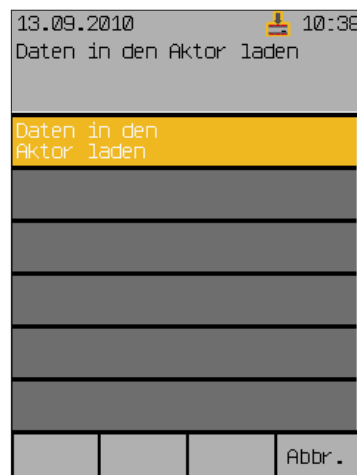 13.09.2010 10:38
Daten in den Aktor laden
Daten in den
Aktor laden
Abbr.